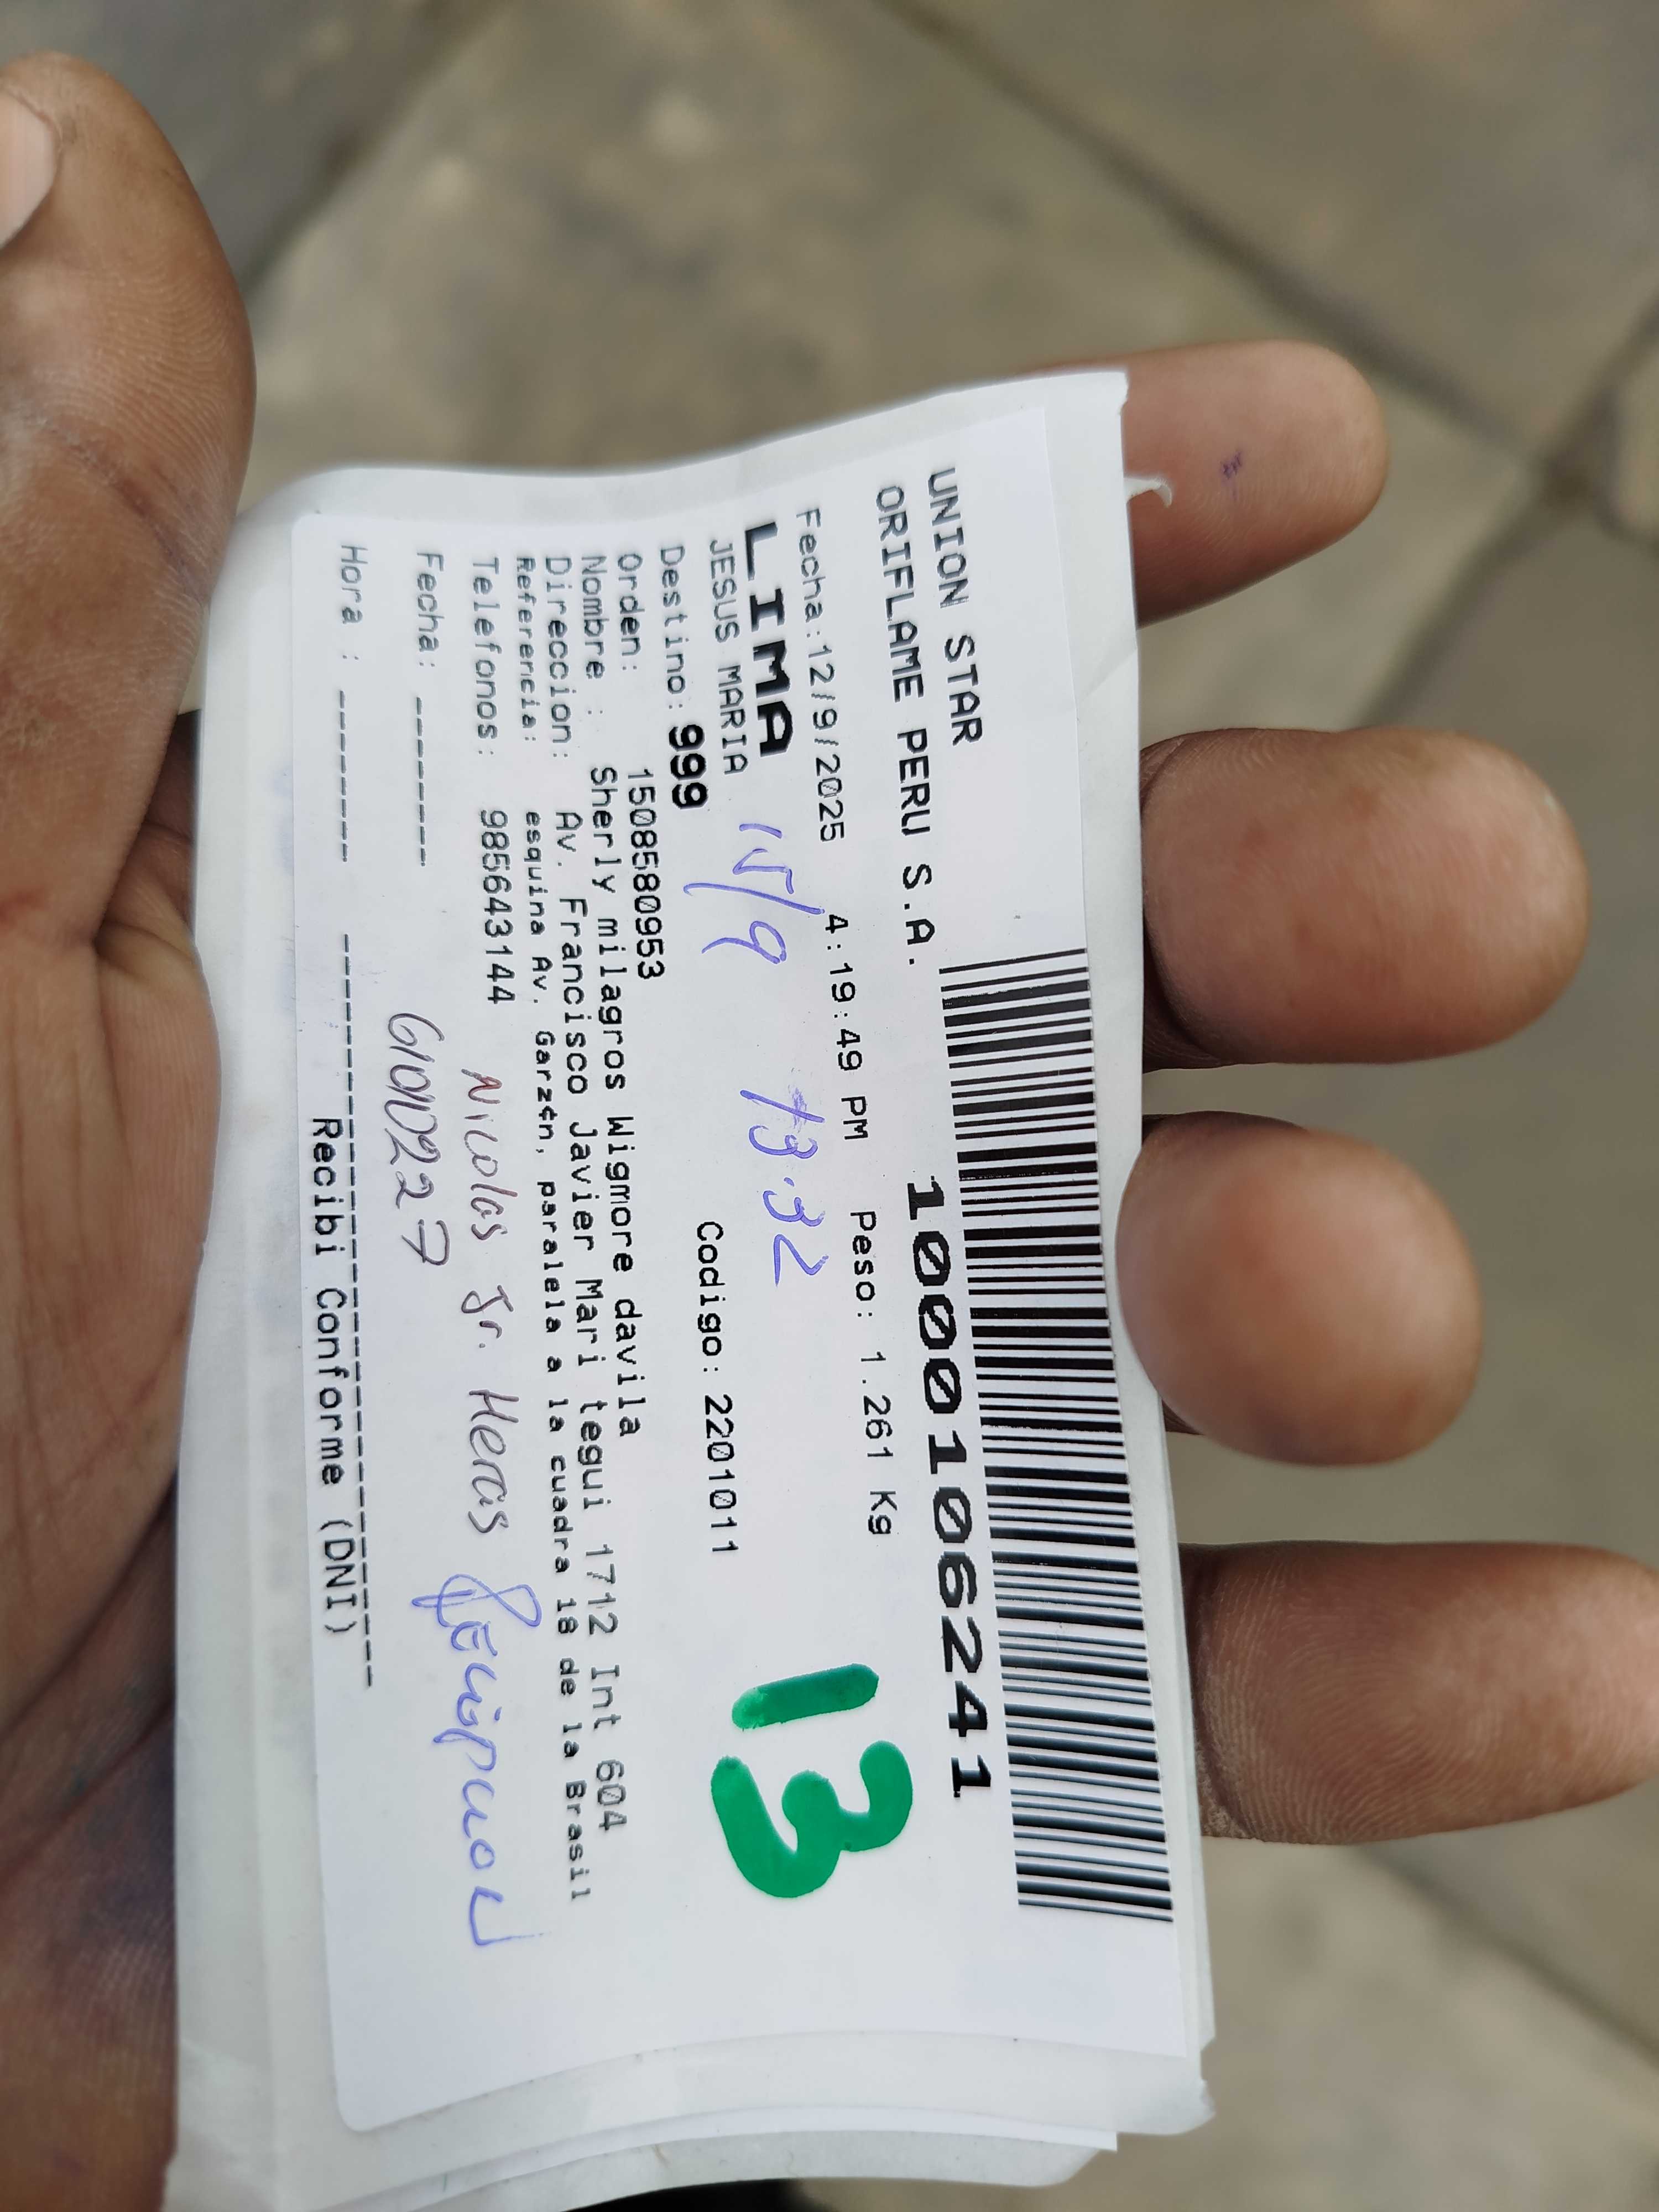 UNION STAR
ORIFLAME PERU S.A.
1000106241
Fecha:12/9/2025 4:19:49 PM Peso: 1.261 Kg
LIMA
JESUS MARIA
15/9 13.32
13
Destino: 999 Codigo: 2201011
Orden: 1508580953
Nombre : Sherly milagros Wigmore davila
Direccion: Av. Francisco Javier Mari tegui 1712 Int 604
Referencia: esquina Av. Garz¢n, paralela a la cuadra 18 de la Brasil
Telefonos: 985643144
Nicolas Jr. Heras
Fecha: ------
Hora : -------
Recibi Conforme (DNI)